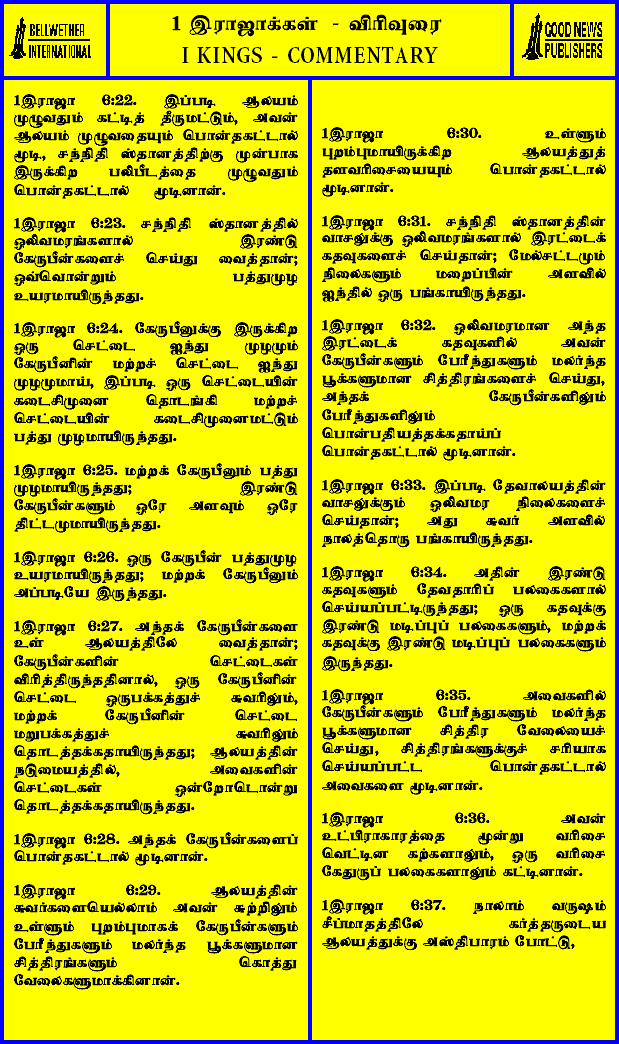 BELLWETHER
INTERNATIONAL
1 இராஜாக்கள் - விரிவுரை
I KINGS - COMMENTARY
GOOD NEWS
PUBLISHERS
1இராஜா 6:22. இப்படி ஆலயம்
முழுவதும் கட்டித் தீருமட்டும், அவன்
ஆலயம் முழுவதையும் பொன்தகட்டால்
மூடி, சந்நிதி ஸ்தானத்திற்கு முன்பாக
இருக்கிற பலிபீடத்தை முழுவதும்
பொன்தகட்டால் மூடினான்.
1இராஜா 6:23. சந்நிதி ஸ்தானத்தில்
ஒலிவமரங்களால் இரண்டு
கேருபீன்களைச் செய்து வைத்தான்;
ஒவ்வொன்றும் பத்துமுழ
உயரமாயிருந்தது.
1இராஜா 6:24. கேருபீனுக்கு இருக்கிற
ஒரு செட்டை ஐந்து முழமும்
கேருபீனின் மற்றச் செட்டை ஐந்து
முழமுமாய், இப்படி ஒரு செட்டையின்
கடைசிமுனை தொடங்கி மற்றச்
செட்டையின் கடைசிமுனைமட்டும்
பத்து முழமாயிருந்தது.
1இராஜா 6:25. மற்றக் கேருபீனும் பத்து
முழமாயிருந்தது; இரண்டு
கேருபீன்களும் ஒரே அளவும் ஒரே
திட்டமுமாயிருந்தது.
1இராஜா 6:26. ஒரு கேருபீன் பத்துமுழ
உயரமாயிருந்தது; மற்றக் கேருபீனும்
அப்படியே இருந்தது.
1இராஜா 6:27. அந்தக் கேருபீன்களை
உள் ஆலயத்திலே வைத்தான்;
கேருபீன்களின் செட்டைகள்
விரித்திருந்ததினால், ஒரு கேருபீனின்
செட்டை ஒருபக்கத்துச் சுவரிலும்,
மற்றக் கேருபீனின் செட்டை
மறுபக்கத்துச் சுவரிலும்
தொடத்தக்கதாயிருந்தது; ஆலயத்தின்
நடுமையத்தில், அவைகளின்
செட்டைகள் ஒன்றோடொன்று
தொடத்தக்கதாயிருந்தது.
1இராஜா 6:28. அந்தக் கேருபீன்களைப்
பொன்தகட்டால் மூடினான்.
1இராஜா 6:29. ஆலயத்தின்
சுவர்களையெல்லாம் அவன் சுற்றிலும்
உள்ளும் புறம்புமாகக் கேருபீன்களும்
பேரீந்துகளும் மலர்ந்த பூக்களுமான
சித்திரங்களும் கொத்து
வேலைகளுமாக்கினான்.
1இராஜா 6:30. உள்ளும்
புறம்புமாயிருக்கிற ஆலயத்துத்
தளவரிசையையும் பொன்தகட்டால்
மூடினான்.
1இராஜா 6:31. சந்நிதி ஸ்தானத்தின்
வாசலுக்கு ஒலிவமரங்களால் இரட்டைக்
கதவுகளைச் செய்தான்; மேல்சட்டமும்
நிலைகளும் மறைப்பின் அளவில்
ஐந்தில் ஒரு பங்காயிருந்தது.
1இராஜா 6:32. ஒலிவமரமான அந்த
இரட்டைக் கதவுகளில் அவன்
கேருபீன்களும் பேரீந்துகளும் மலர்ந்த
பூக்களுமான சித்திரங்களைச் செய்து,
அந்தக் கேருபீன்களிலும்
பேரீந்துகளிலும்
பொன்பதியத்தக்கதாய்ப்
பொன்தகட்டால் மூடினான்.
1இராஜா 6:33. இப்படி தேவாலயத்தின்
வாசலுக்கும் ஒலிவமர நிலைகளைச்
செய்தான்; அது சுவர் அளவில்
நாலத்தொரு பங்காயிருந்தது.
1இராஜா 6:34. அதின் இரண்டு
கதவுகளும் தேவதாரிப் பலகைகளால்
செய்யப்பட்டிருந்தது; ஒரு கதவுக்கு
இரண்டு மடிப்புப் பலகைகளும், மற்றக்
கதவுக்கு இரண்டு மடிப்புப் பலகைகளும்
இருந்தது.
1இராஜா 6:35. அவைகளில்
கேருபீன்களும் பேரீந்துகளும் மலர்ந்த
பூக்களுமான சித்திர வேலையைச்
செய்து, சித்திரங்களுக்குச் சரியாக
செய்யப்பட்ட பொன்தகட்டால்
அவைகளை மூடினான்.
1இராஜா 6:36. அவன்
உட்பிராகாரத்தை மூன்று வரிசை
வெட்டின கற்களாலும், ஒரு வரிசை
கேதுருப் பலகைகளாலும் கட்டினான்.
1இராஜா 6:37. நாலாம் வருஷம்
சீப்மாதத்திலே கர்த்தருடைய
ஆலயத்துக்கு அஸ்திபாரம் போட்டு,